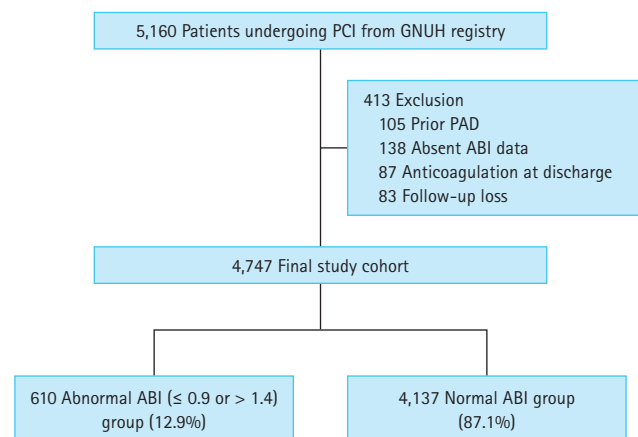 5,160 Patients undergoing PCI from GNUH registry
413 Exclusion
105 Prior PAD
138 Absent ABI data
87 Anticoagulation at discharge
83 Follow-up loss
4,747 Final study cohort
610 Abnormal ABI (≤ 0.9 or > 1.4)
group (12.9%)
4,137 Normal ABI group
(87.1%)